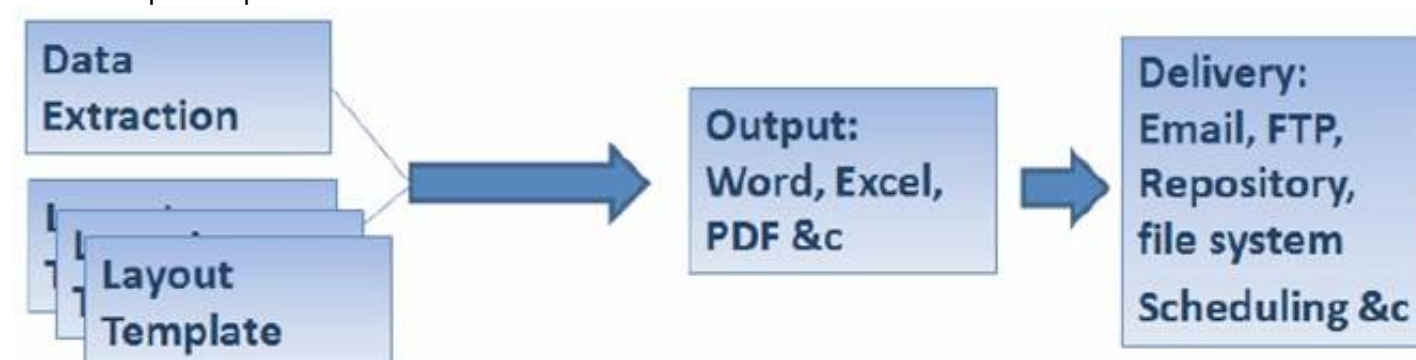 Data
Extraction
Layout
Template
Output:
Word, Excel,
PDF &c
Delivery:
Email, FTP,
Repository,
file system
Scheduling &c